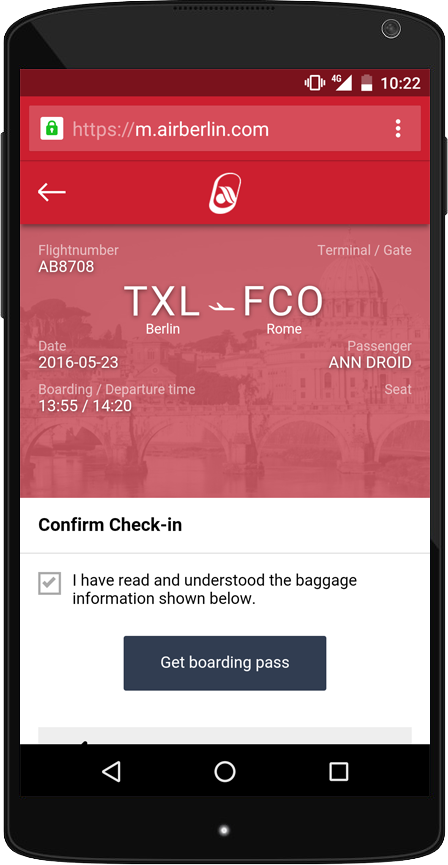 4G 10:22
https://m.airberlin.com
Flightnumber Terminal / Gate
AB8708
TXL FCO
Berlin Rome
Date Passenger
2016-05-23 ANN DROID
Boarding / Departure time Seat
13:55 / 14:20
Confirm Check-in
I have read and understood the baggage
information shown below.
Get boarding pass